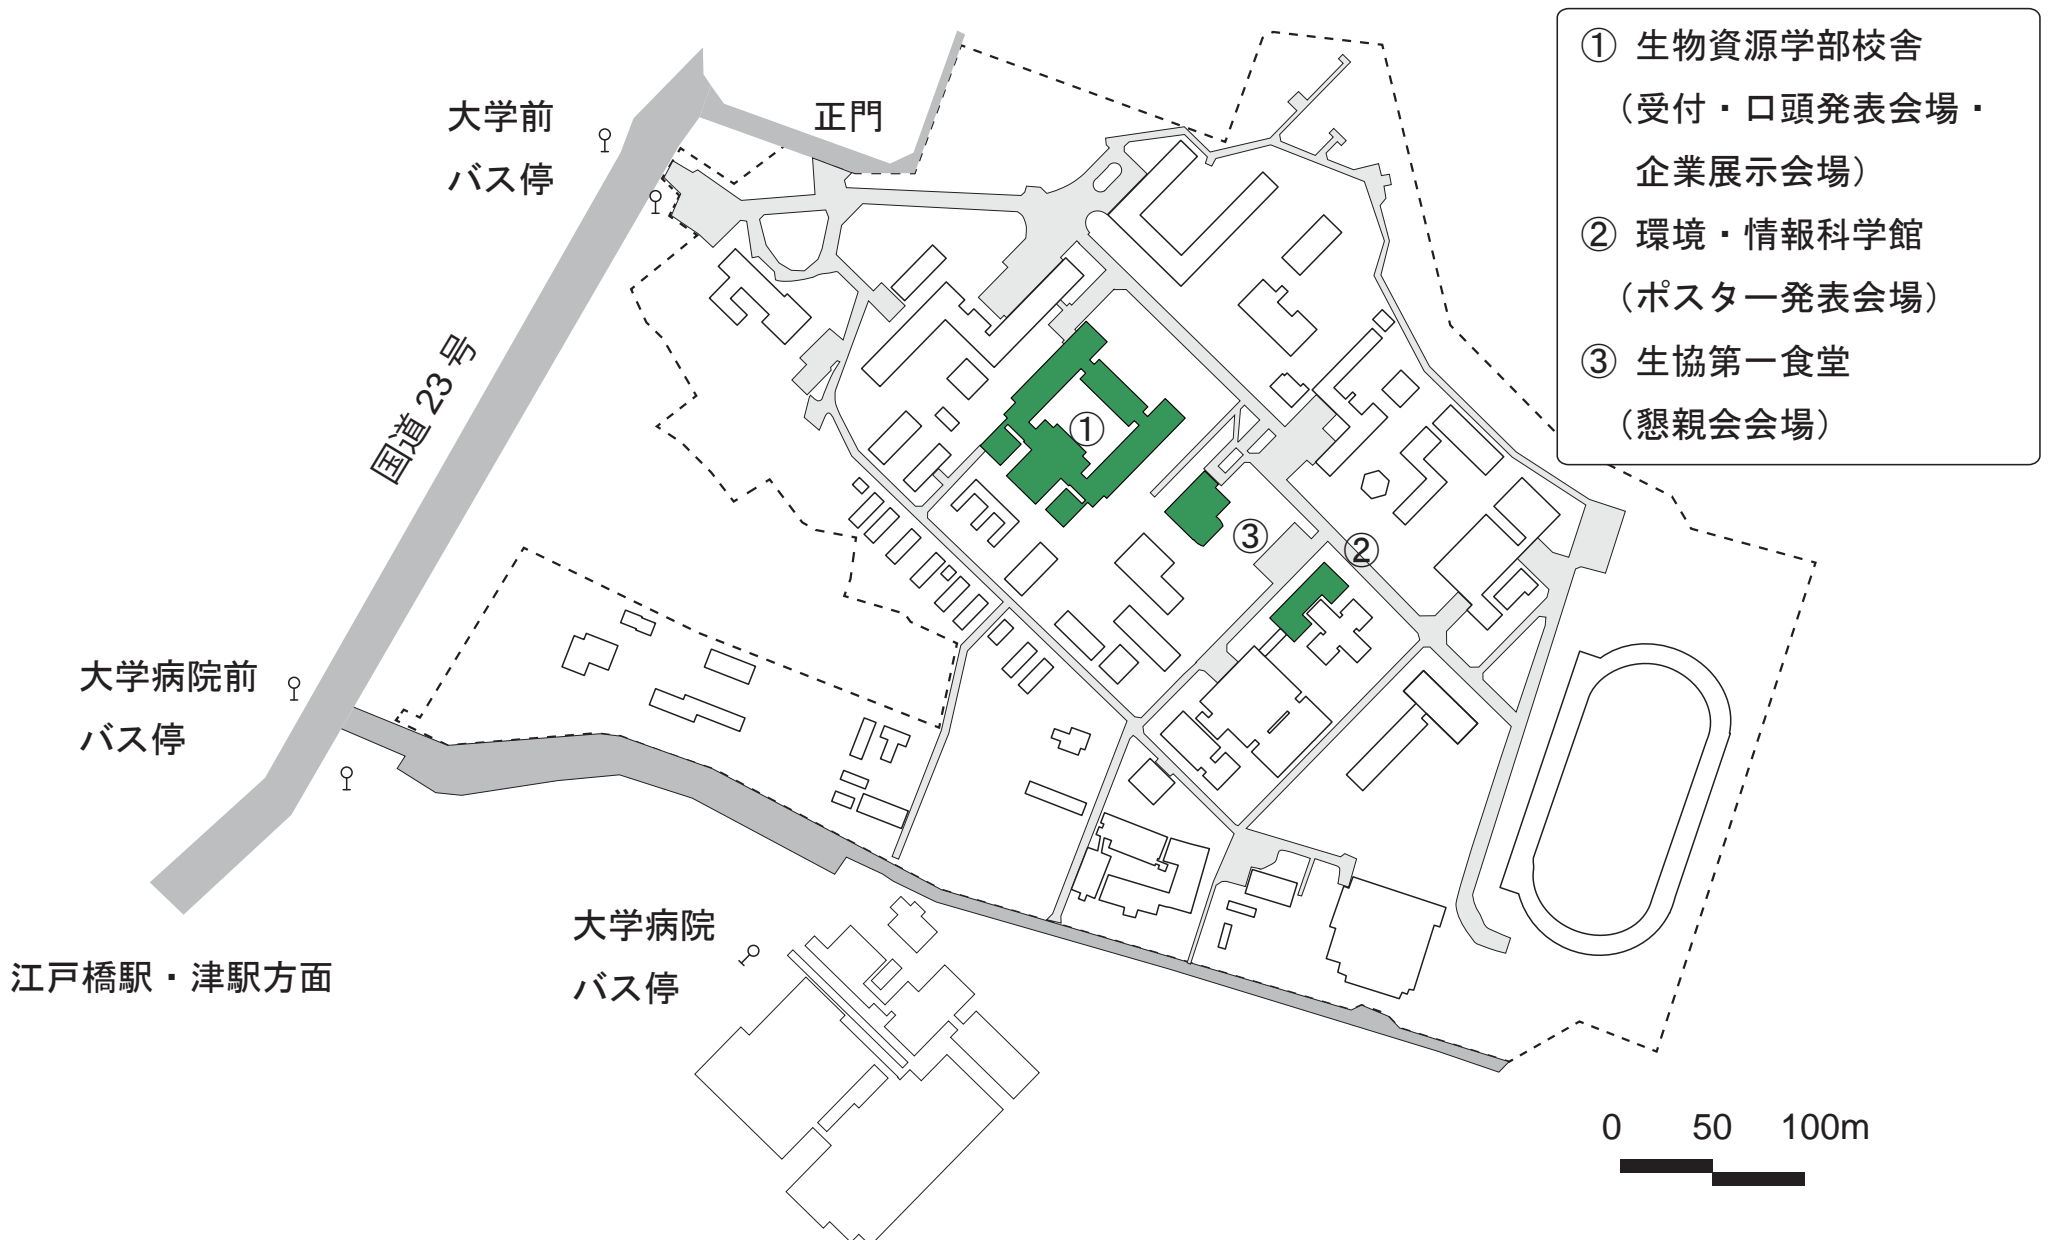 ① 生物資源学部校舎
（受付・口頭発表会場・
企業展示会場）
② 環境・情報科学館
（ポスター発表会場）
③ 生協第一食堂
（懇親会会場）
大学前
バス停
正門
国道 23 号
①
③
②
大学病院前
バス停
大学病院
バス停
江戸橋駅・津駅方面
0 50 100m